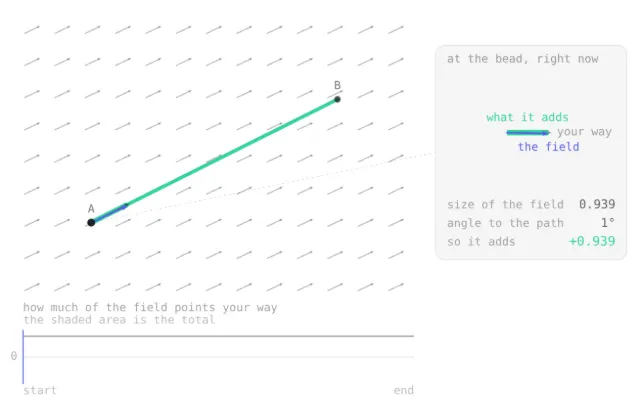 at the bead, right now
B
what it adds
your way
the field
A
size of the field 0.939
angle to the path 1°
so it adds +0.939
how much of the field points your way
the shaded area is the total
0
start end